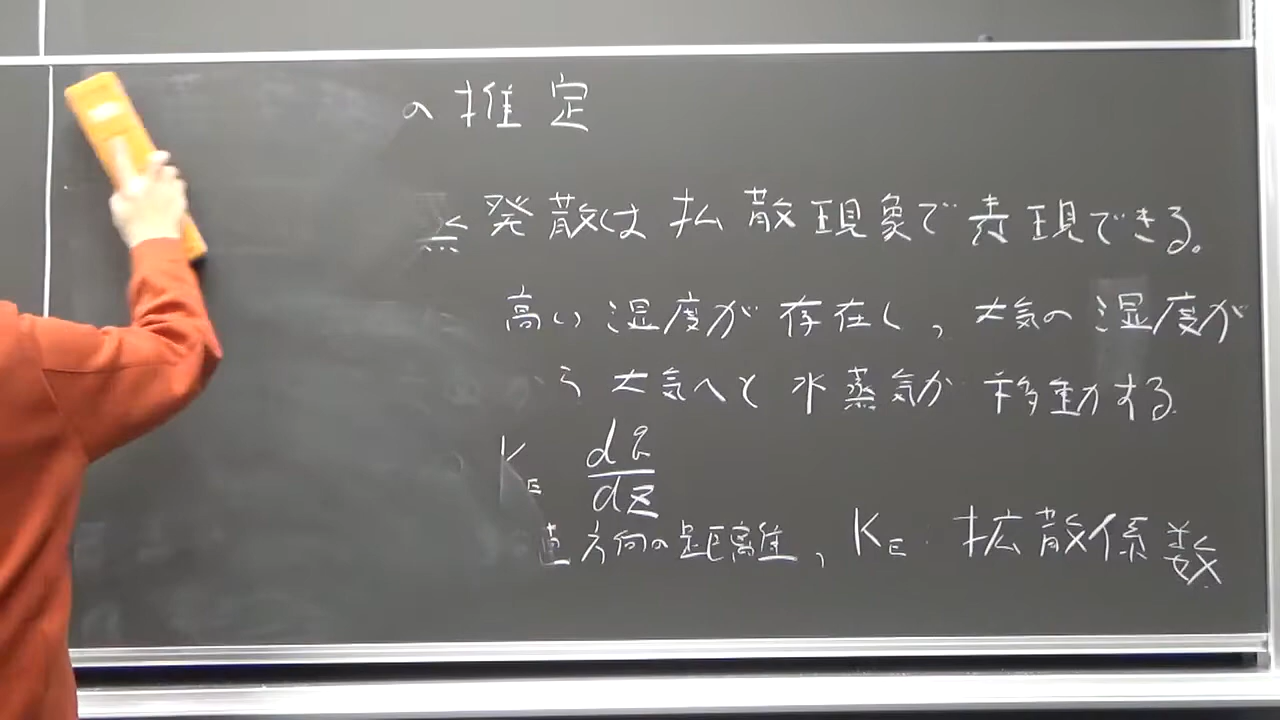 の推定
発散は拡散現象で表現できる。
高い湿度が存在し,大気の湿度が
う大気へと水蒸気が移動する
K_E dq/dz
直方向の距離, K_E 拡散係数